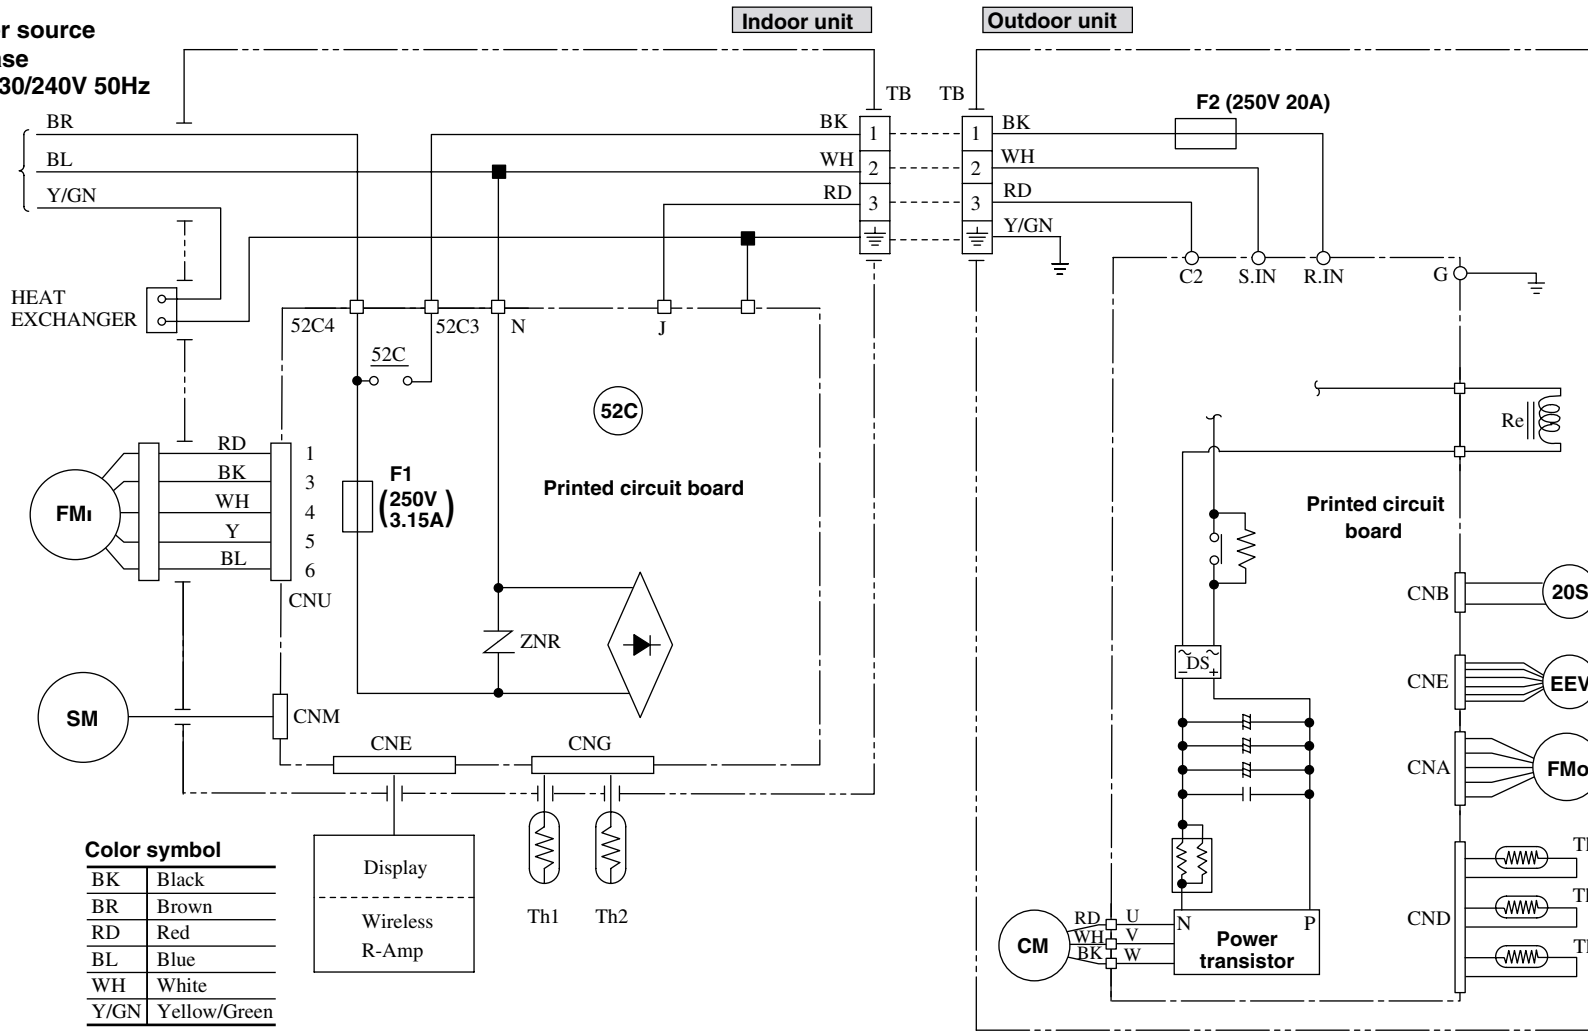 Indoor unit
Outdoor unit
r source
ase
30/240V 50Hz
TB
TB
F2 (250V 20A)
BR
BL
Y/GN
BK
WH
RD
1
2
3
1
2
3
BK
WH
RD
Y/GN
C2
S.IN
R.IN
G
HEAT
EXCHANGER
52C4
52C3
N
J
52C
52C
Re
F1
(250V
3.15A)
Printed circuit board
Printed circuit
board
FMI
RD
BK
WH
Y
BL
1
3
4
5
6
CNU
ZNR
SM
CNM
CNE
CNG
DS
CNB
20S
CNE
EEV
CNA
FMo
CND
Th
Th
Th
Display
Wireless
R-Amp
Th1
Th2
CM
RD
WH
BK
U
V
W
N
P
Power
transistor
Color symbol
BK Black
BR Brown
RD Red
BL Blue
WH White
Y/GN Yellow/Green